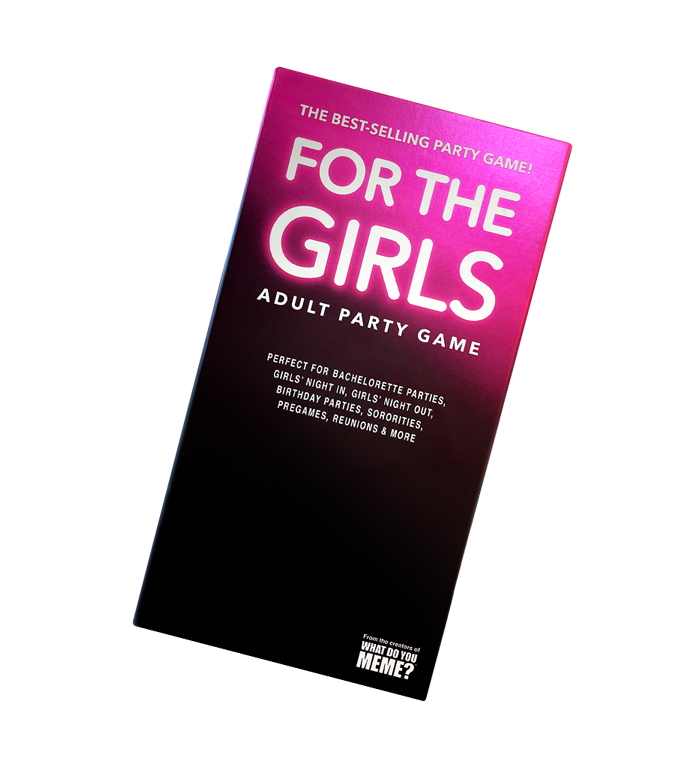 THE BEST-SELLING PARTY GAME!
FOR THE
GIRLS
ADULT PARTY GAME
PERFECT FOR BACHELORETTE PARTIES,
GIRLS' NIGHT IN, GIRLS' NIGHT OUT,
BIRTHDAY PARTIES, SORORITIES,
PREGAMES, REUNIONS & MORE
From the creators of
WHAT DO YOU
MEME?